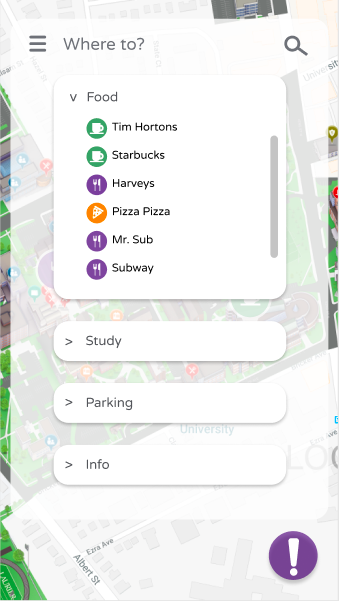 Where to?
v Food
Tim Hortons
Starbucks
Harveys
Pizza Pizza
Mr. Sub
Subway
> Study
> Parking
University
> Info
Ezra Ave
Albert St
LAURIER
!